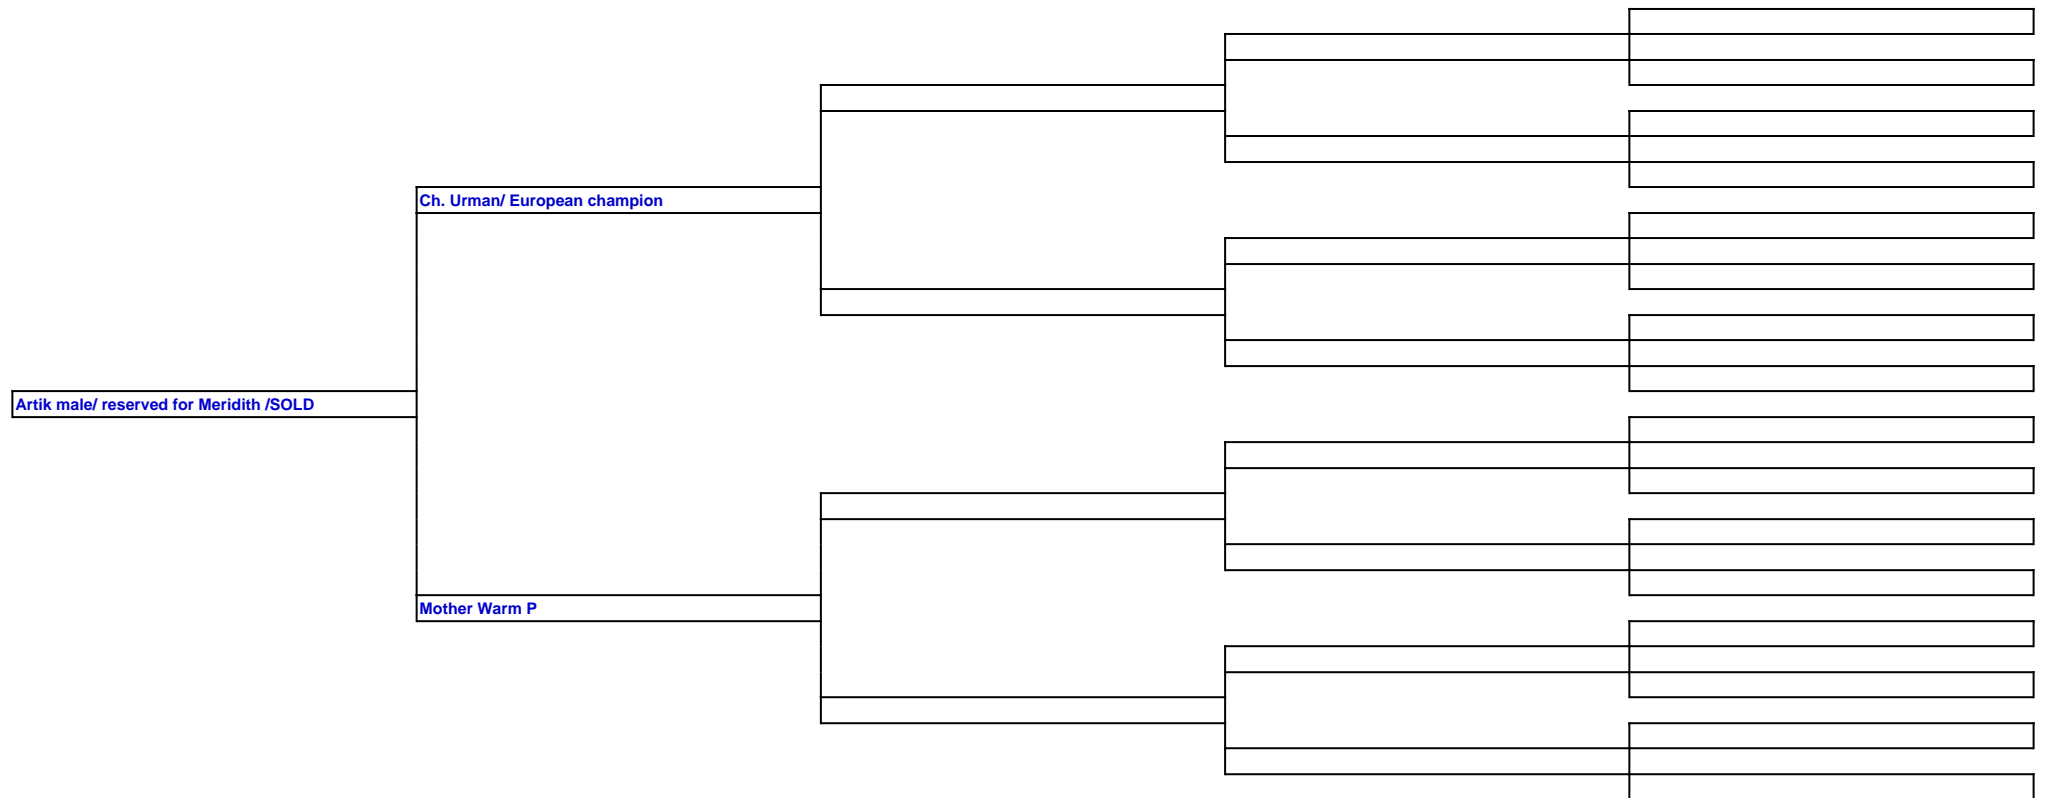 Ch. Urman/ European champion
Artik male/ reserved for Meridith /SOLD
Mother Warm P